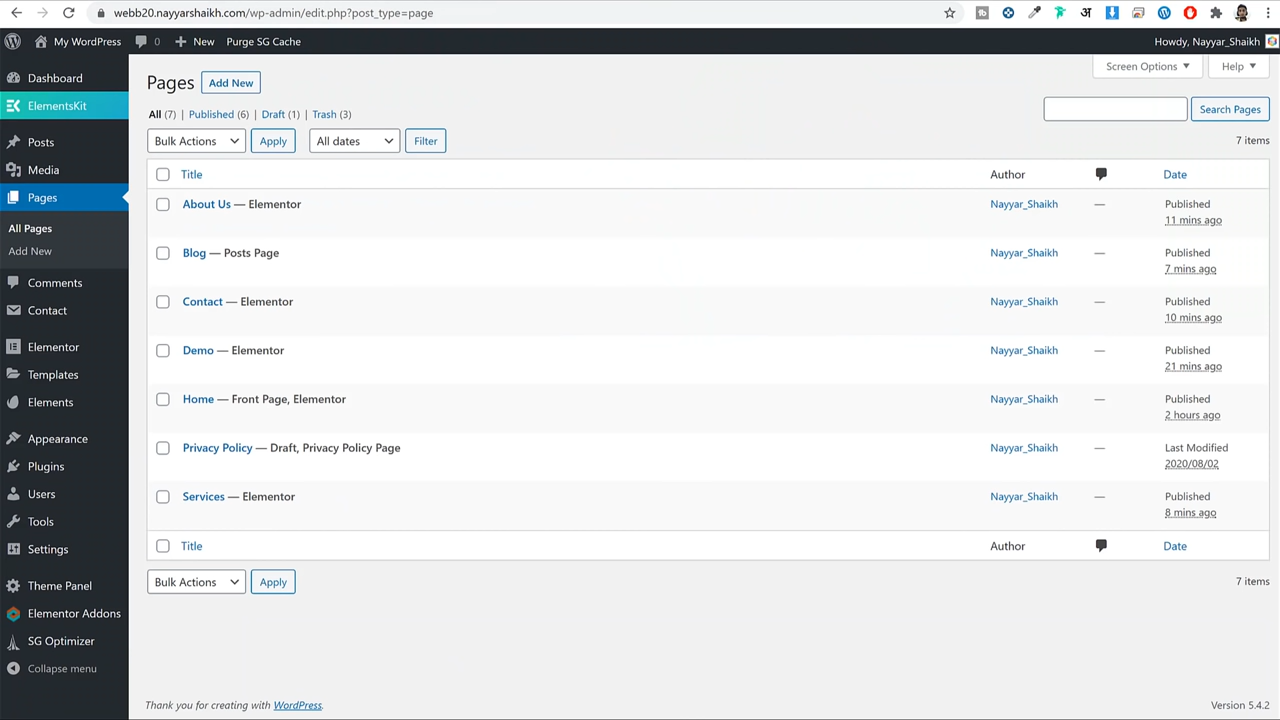 webb20.nayyarshaikh.com/wp-admin/edit.php?post_type=page
My WordPress 0 New Purge SG Cache Howdy, Nayyar_Shaikh
Dashboard
ElementsKit
Posts
Media
Pages
All Pages
Add New
Comments
Contact
Elementor
Templates
Elements
Appearance
Plugins
Users
Tools
Settings
Theme Panel
Elementor Addons
SG Optimizer
Collapse menu
Screen Options Help
Pages Add New
All (7) | Published (6) | Draft (1) | Trash (3)
Search Pages
Bulk Actions Apply All dates Filter 7 items
Title Author Date
About Us — Elementor Nayyar_Shaikh — Published
11 mins ago
Blog — Posts Page Nayyar_Shaikh — Published
7 mins ago
Contact — Elementor Nayyar_Shaikh — Published
10 mins ago
Demo — Elementor Nayyar_Shaikh — Published
21 mins ago
Home — Front Page, Elementor Nayyar_Shaikh — Published
2 hours ago
Privacy Policy — Draft, Privacy Policy Page Nayyar_Shaikh — Last Modified
2020/08/02
Services — Elementor Nayyar_Shaikh — Published
8 mins ago
Title Author Date
Bulk Actions Apply 7 items
Thank you for creating with WordPress. Version 5.4.2